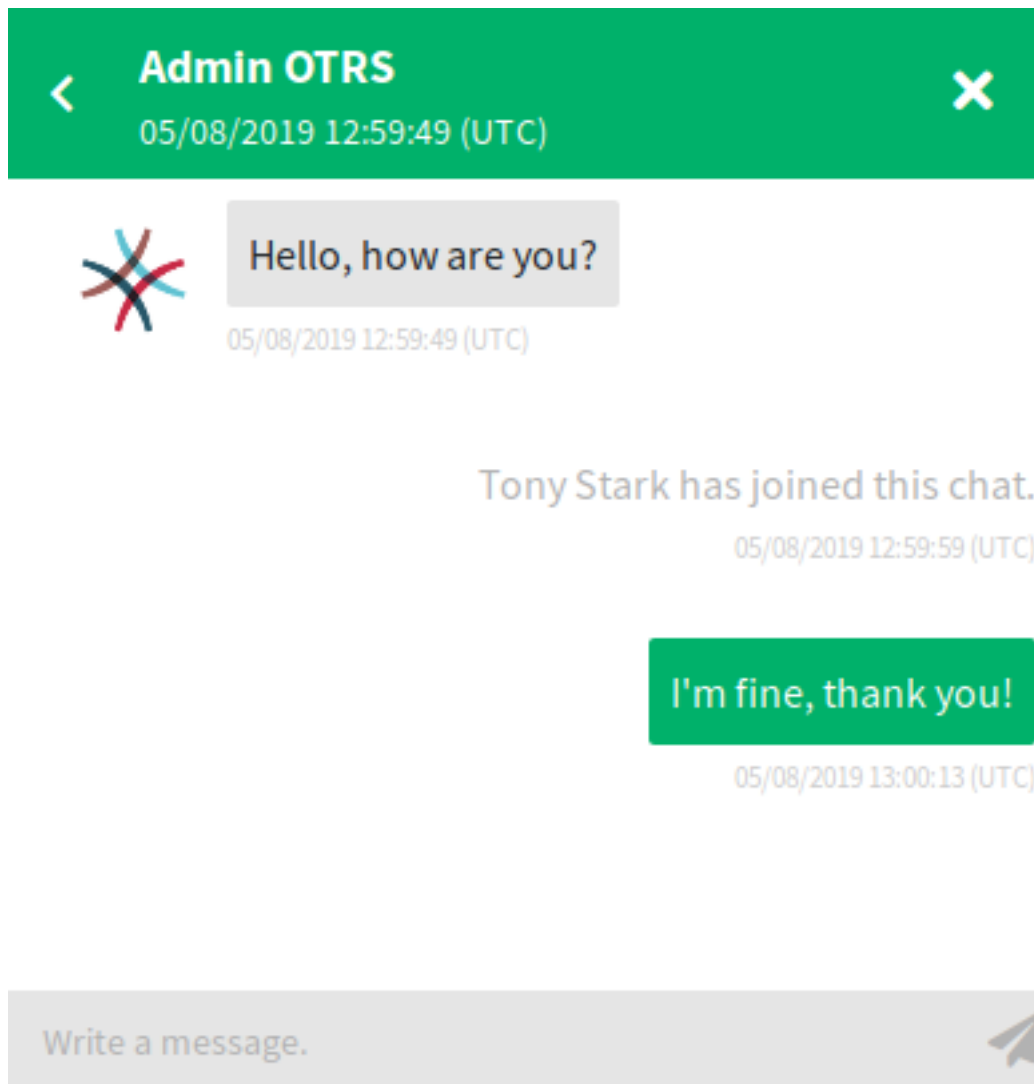 Admin OTRS
05/08/2019 12:59:49 (UTC)
Hello, how are you?
05/08/2019 12:59:49 (UTC)
Tony Stark has joined this chat.
05/08/2019 12:59:59 (UTC)
I'm fine, thank you!
05/08/2019 13:00:13 (UTC)
Write a message.